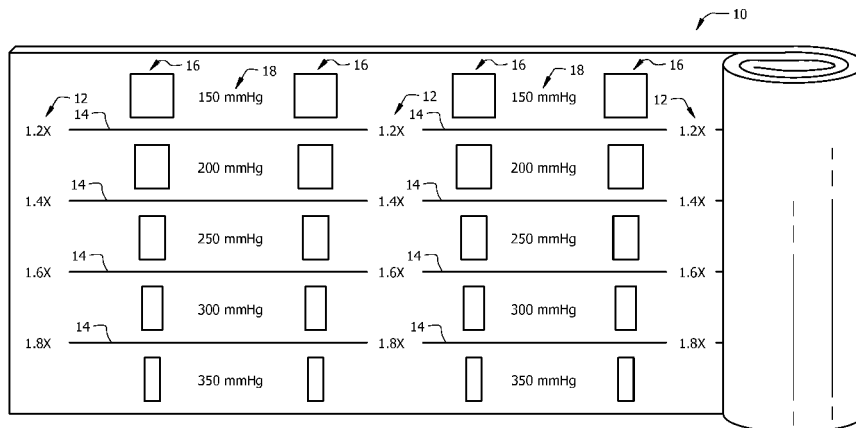 10
16 18 16 16 18 16
150 mmHg 150 mmHg
12 12 12
14 14
1.2X 1.2X 1.2X
200 mmHg 200 mmHg
14 14
1.4X 1.4X 1.4X
250 mmHg 250 mmHg
14 14
1.6X 1.6X 1.6X
300 mmHg 300 mmHg
14 14
1.8X 1.8X 1.8X
350 mmHg 350 mmHg